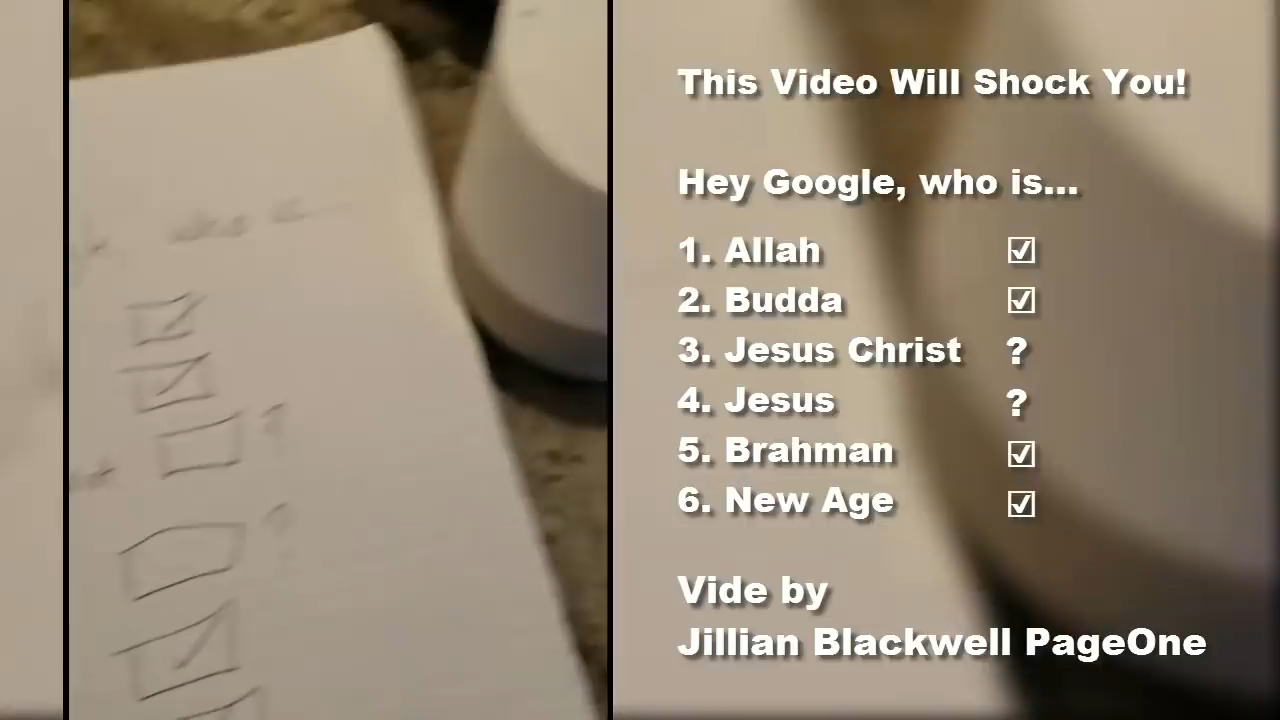 This Video Will Shock You!
Hey Google, who is...
1. Allah ☑
2. Budda ☑
3. Jesus Christ ?
4. Jesus ?
5. Brahman ☑
6. New Age ☑
Vide by
Jillian Blackwell PageOne